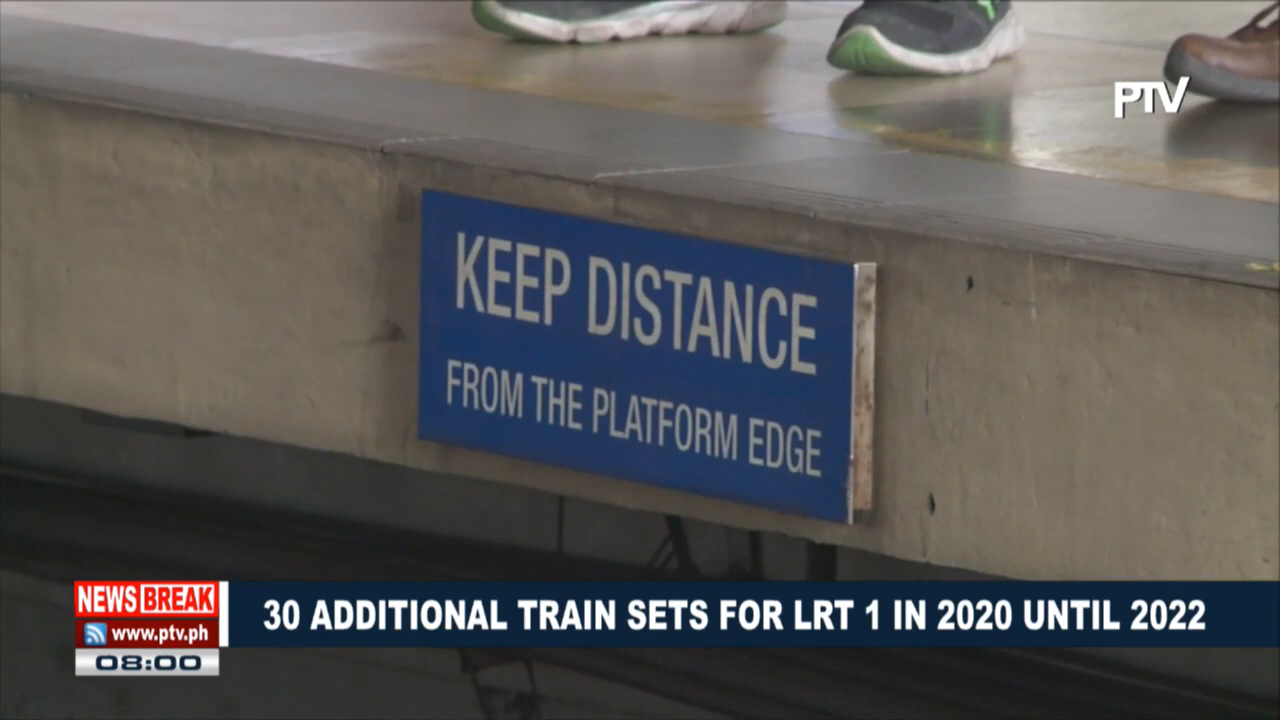 PTV
KEEP DISTANCE
FROM THE PLATFORM EDGE
NEWS BREAK
www.ptv.ph
08:00
30 ADDITIONAL TRAIN SETS FOR LRT 1 IN 2020 UNTIL 2022